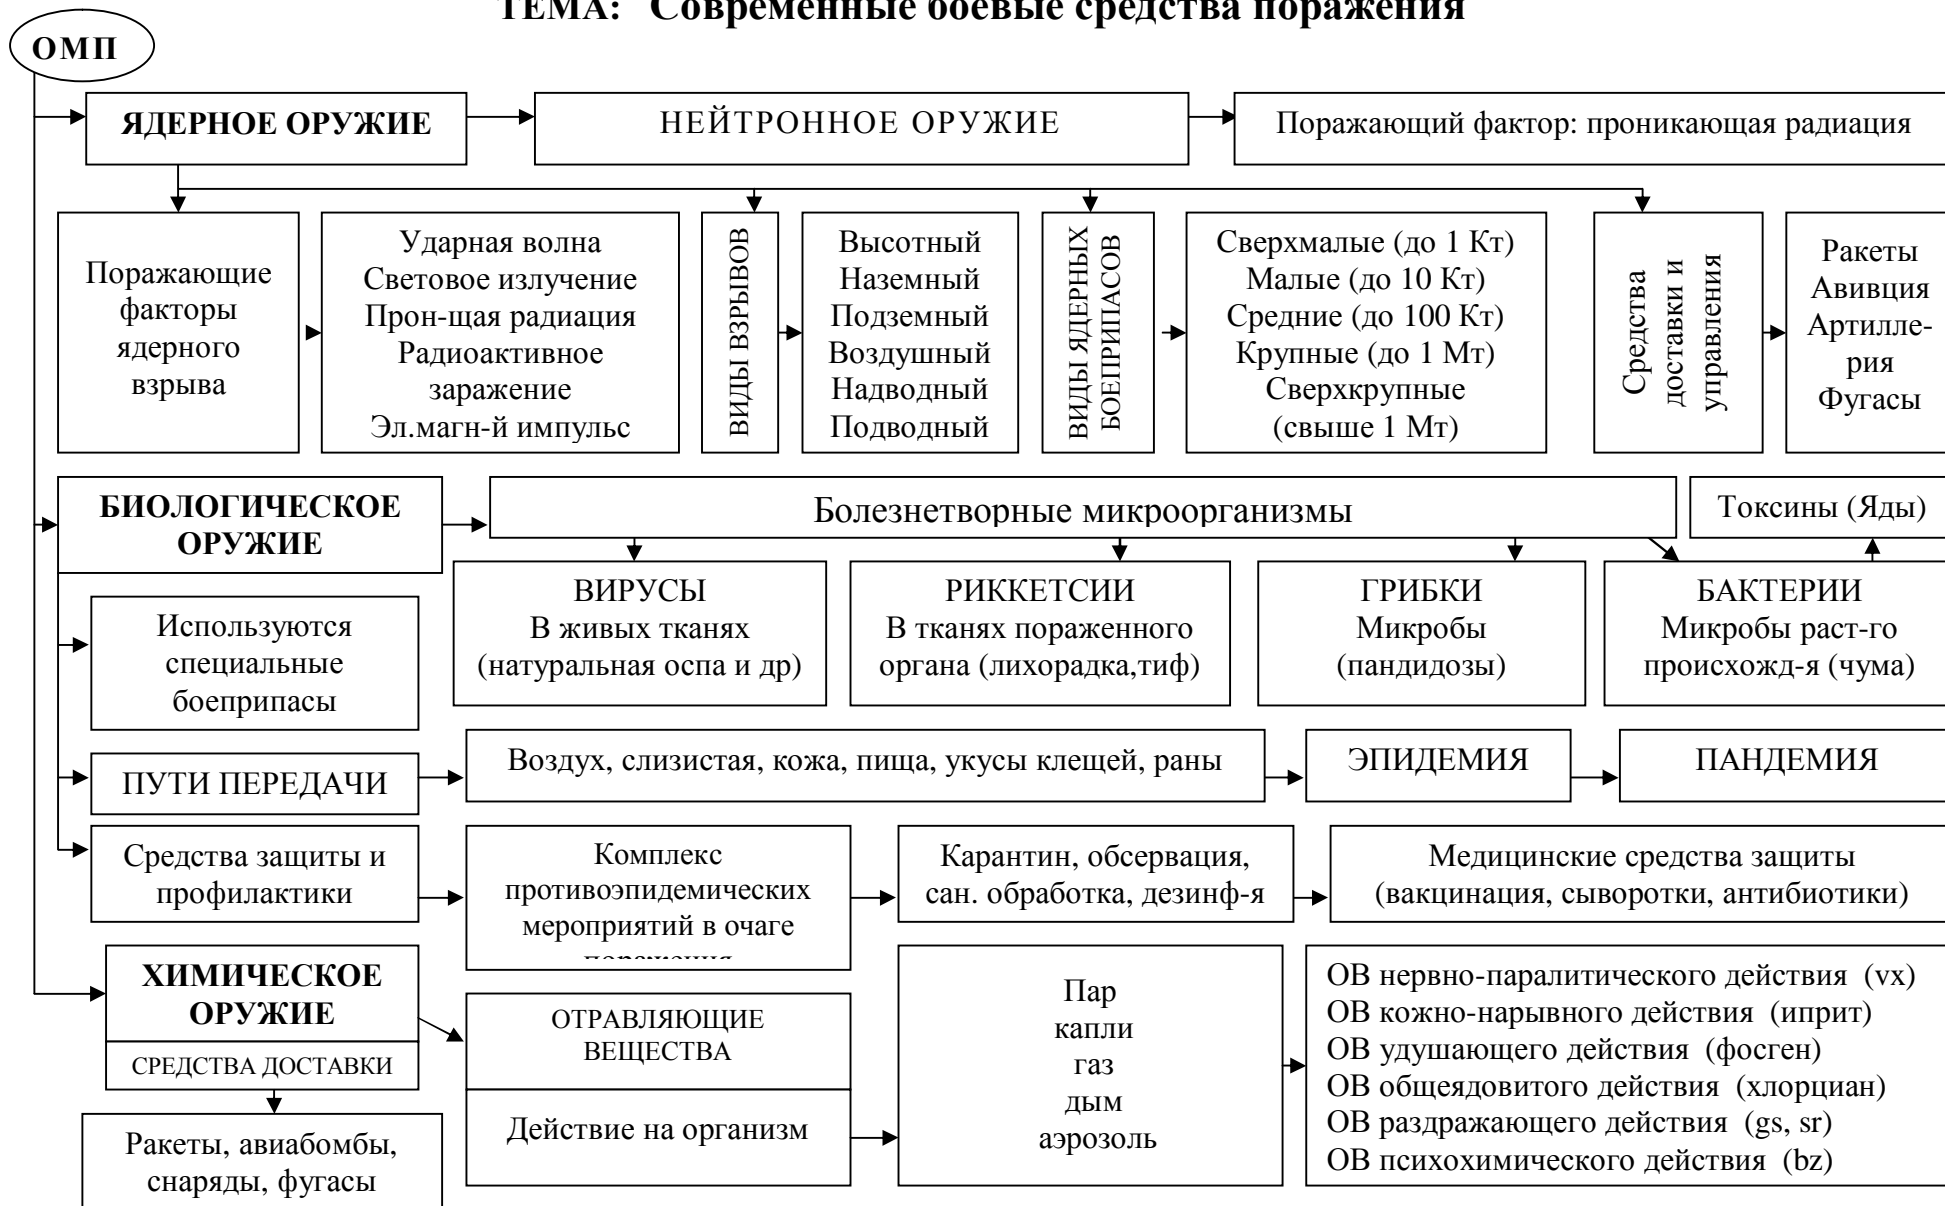 ТЕМА: Современные боевые средства поражения
ОМП
ЯДЕРНОЕ ОРУЖИЕ
НЕЙТРОННОЕ ОРУЖИЕ
Поражающий фактор: проникающая радиация
Поражающие
факторы
ядерного
взрыва
Ударная волна
Световое излучение
Прон-щая радиация
Радиоактивное
заражение
Эл.магн-й импульс
ВИДЫ ВЗРЫВОВ
Высотный
Наземный
Подземный
Воздушный
Надводный
Подводный
ВИДЫ ЯДЕРНЫХ
БОЕПРИПАСОВ
Сверхмалые (до 1 Кт)
Малые (до 10 Кт)
Средние (до 100 Кт)
Крупные (до 1 Мт)
Сверхкрупные
(свыше 1 Мт)
Средства
доставки и
управления
Ракеты
Авивция
Артилле-
рия
Фугасы
БИОЛОГИЧЕСКОЕ
ОРУЖИЕ
Болезнетворные микроорганизмы
Токсины (Яды)
ВИРУСЫ
В живых тканях
(натуральная оспа и др)
РИККЕТСИИ
В тканях пораженного
органа (лихорадка,тиф)
ГРИБКИ
Микробы
(пандидозы)
БАКТЕРИИ
Микробы раст-го
происхожд-я (чума)
Используются
специальные
боеприпасы
ПУТИ ПЕРЕДАЧИ
Воздух, слизистая, кожа, пища, укусы клещей, раны
ЭПИДЕМИЯ
ПАНДЕМИЯ
Средства защиты и
профилактики
Комплекс
противоэпидемических
мероприятий в очаге
поражения
Карантин, обсервация,
сан. обработка, дезинф-я
Медицинские средства защиты
(вакцинация, сыворотки, антибиотики)
ХИМИЧЕСКОЕ
ОРУЖИЕ
СРЕДСТВА ДОСТАВКИ
Ракеты, авиабомбы,
снаряды, фугасы
ОТРАВЛЯЮЩИЕ
ВЕЩЕСТВА
Действие на организм
Пар
капли
газ
дым
аэрозоль
ОВ нервно-паралитического действия (vx)
ОВ кожно-нарывного действия (иприт)
ОВ удушающего действия (фосген)
ОВ общеядовитого действия (хлорциан)
ОВ раздражающего действия (gs, sr)
ОВ психохимического действия (bz)